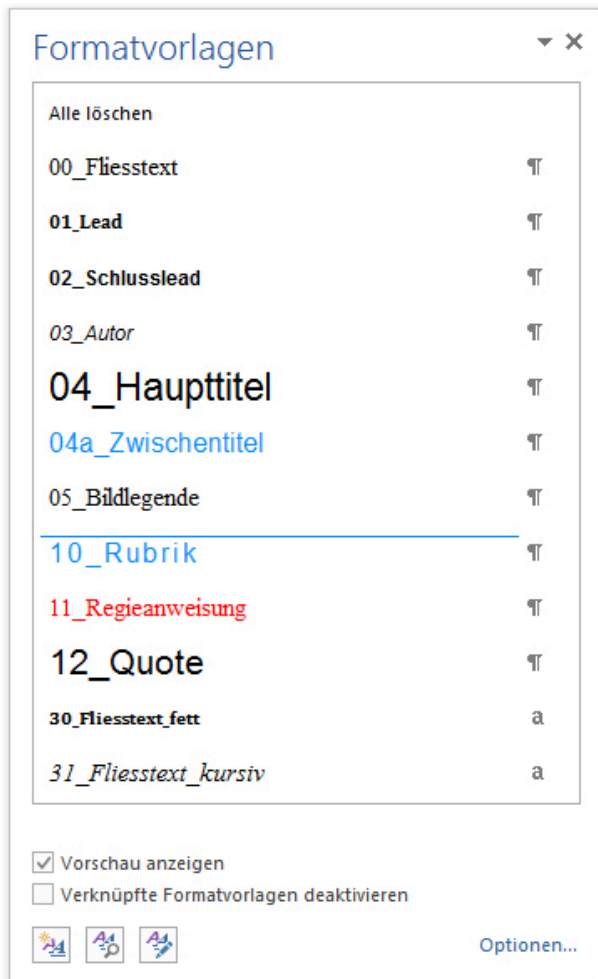 Formatvorlagen
Alle löschen
00_Fliesstext ¶
01_Lead ¶
02_Schlusslead ¶
03_Autor ¶
04_Haupttitel ¶
04a_Zwischentitel ¶
05_Bildlegende ¶
10_Rubrik ¶
11_Regieanweisung ¶
12_Quote ¶
30_Fliesstext_fett a
31_Fliesstext_kursiv a
Vorschau anzeigen
Verknüpfte Formatvorlagen deaktivieren
Optionen...